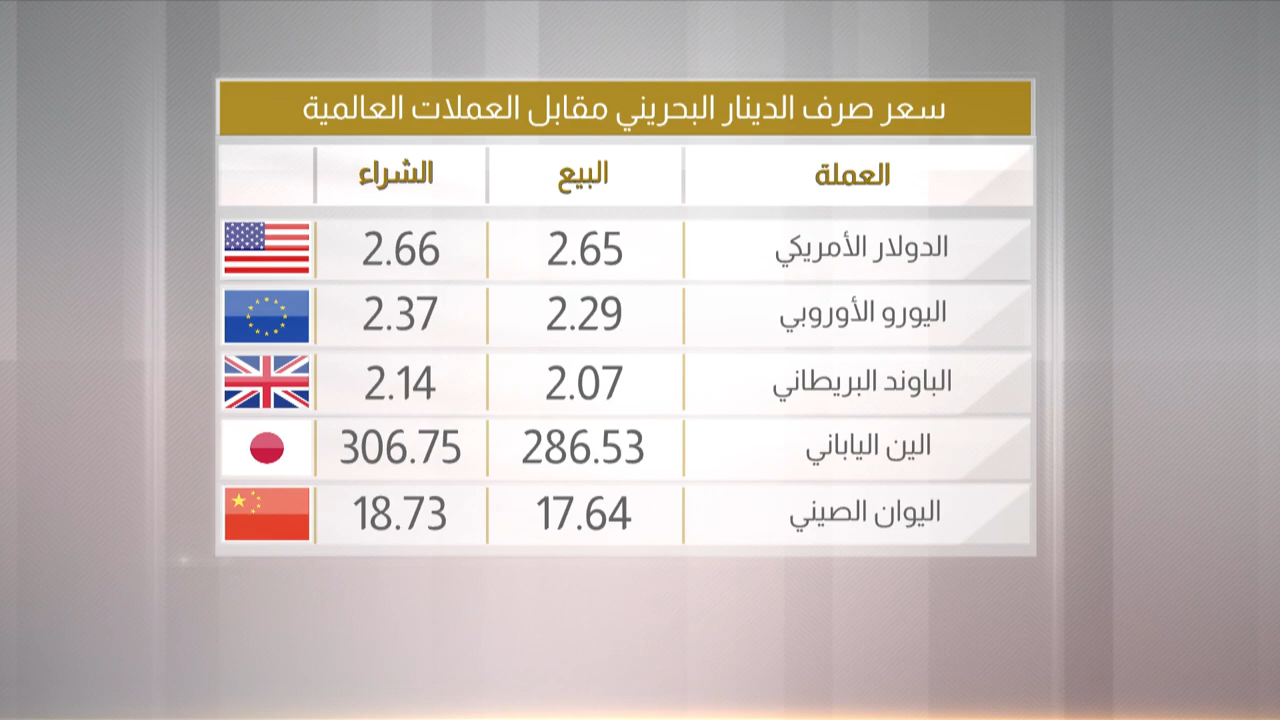 سعر صرف الدينار البحريني مقابل العملات العالمية
العملة البيع الشراء
الدولار الأمريكي 2.65 2.66
اليورو الأوروبي 2.29 2.37
الباوند البريطاني 2.07 2.14
الين الياباني 286.53 306.75
اليوان الصيني 17.64 18.73